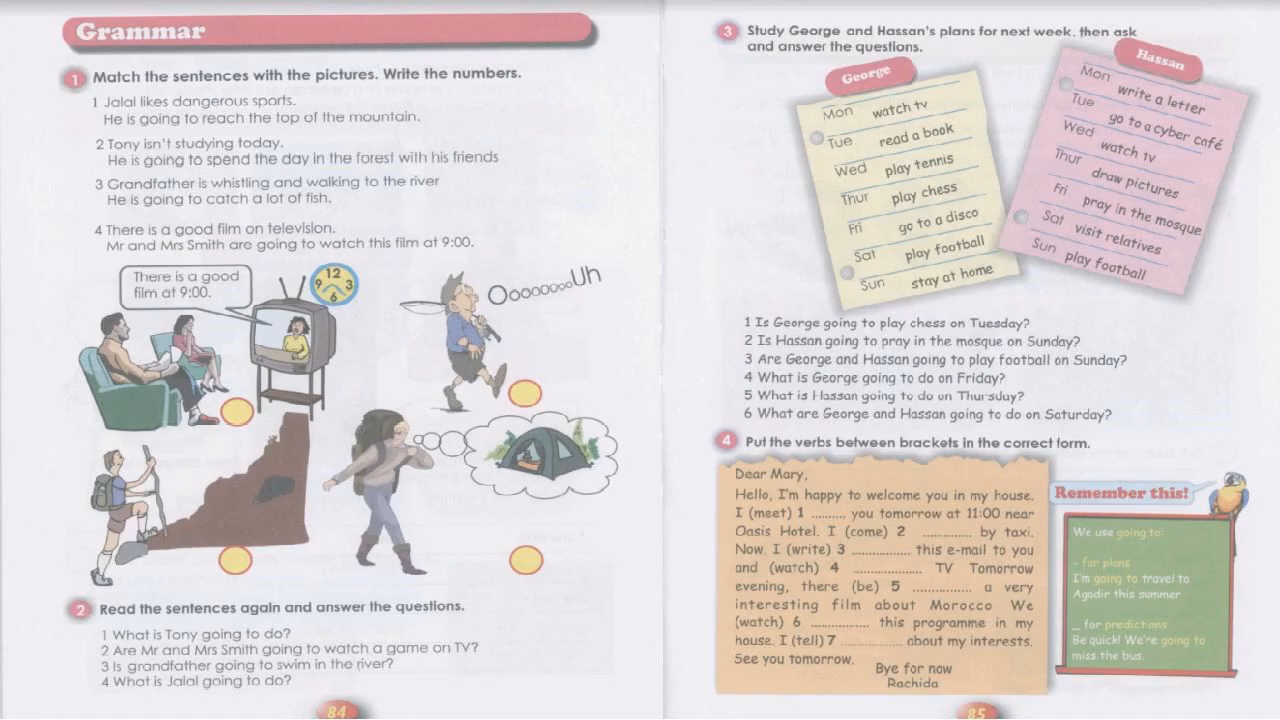 Grammar
1 Match the sentences with the pictures. Write the numbers.
1 Jalal likes dangerous sports.
He is going to reach the top of the mountain.
2 Tony isn't studying today.
He is going to spend the day in the forest with his friends
3 Grandfather is whistling and walking to the river
He is going to catch a lot of fish.
4 There is a good film on television.
Mr and Mrs Smith are going to watch this film at 9:00.
There is a good
film at 9:00.
12
9 3
6
OoooooooUh
2 Read the sentences again and answer the questions.
1 What is Tony going to do?
2 Are Mr and Mrs Smith going to watch a game on TV?
3 Is grandfather going to swim in the river?
4 What is Jalal going to do?
84
3 Study George and Hassan's plans for next week, then ask
and answer the questions.
George
Mon watch tv
Tue read a book
Wed play tennis
Thur play chess
Fri go to a disco
Sat play football
Sun stay at home
Hassan
Mon write a letter
Tue go to a cyber café
Wed watch tv
Thur draw pictures
Fri pray in the mosque
Sat visit relatives
Sun play football
1 Is George going to play chess on Tuesday?
2 Is Hassan going to pray in the mosque on Sunday?
3 Are George and Hassan going to play football on Sunday?
4 What is George going to do on Friday?
5 What is Hassan going to do on Thursday?
6 What are George and Hassan going to do on Saturday?
4 Put the verbs between brackets in the correct form.
Dear Mary,
Hello, I'm happy to welcome you in my house.
I (meet) 1 .......... you tomorrow at 11:00 near
Oasis Hotel. I (come) 2 .............. by taxi.
Now. I (write) 3 ................ this e-mail to you
and (watch) 4 ................... TV Tomorrow
evening, there (be) 5 ................ a very
interesting film about Morocco We
(watch) 6 ................ this programme in my
house. I (tell) 7 ................. about my interests.
See you tomorrow.
Bye for now
Rachida
Remember this!
We use going to:
- for plans
I'm going to travel to
Agadir this summer
_ for predictions
Be quick! We're going to
miss the bus.
85